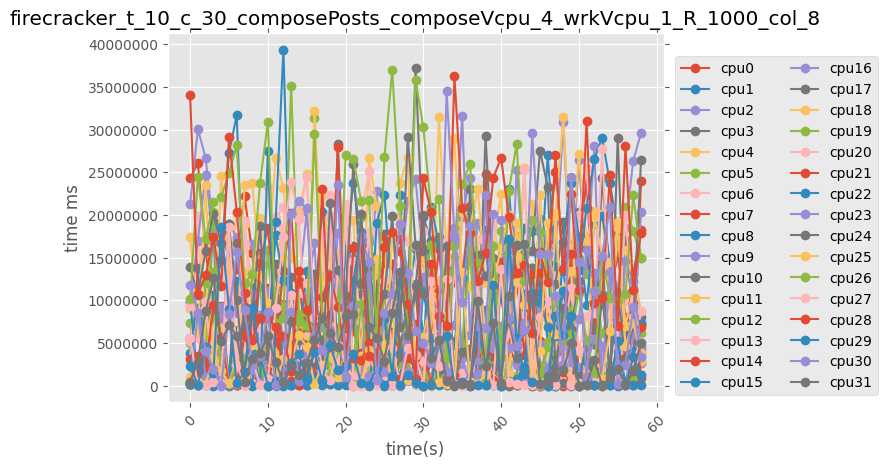 firecracker_t_10_c_30_composePosts_composeVcpu_4_wrkVcpu_1_R_1000_col_8
40000000
35000000
30000000
25000000
20000000
15000000
10000000
5000000
0
time ms
0
10
20
30
40
50
60
time(s)
cpu0
cpu1
cpu2
cpu3
cpu4
cpu5
cpu6
cpu7
cpu8
cpu9
cpu10
cpu11
cpu12
cpu13
cpu14
cpu15
cpu16
cpu17
cpu18
cpu19
cpu20
cpu21
cpu22
cpu23
cpu24
cpu25
cpu26
cpu27
cpu28
cpu29
cpu30
cpu31